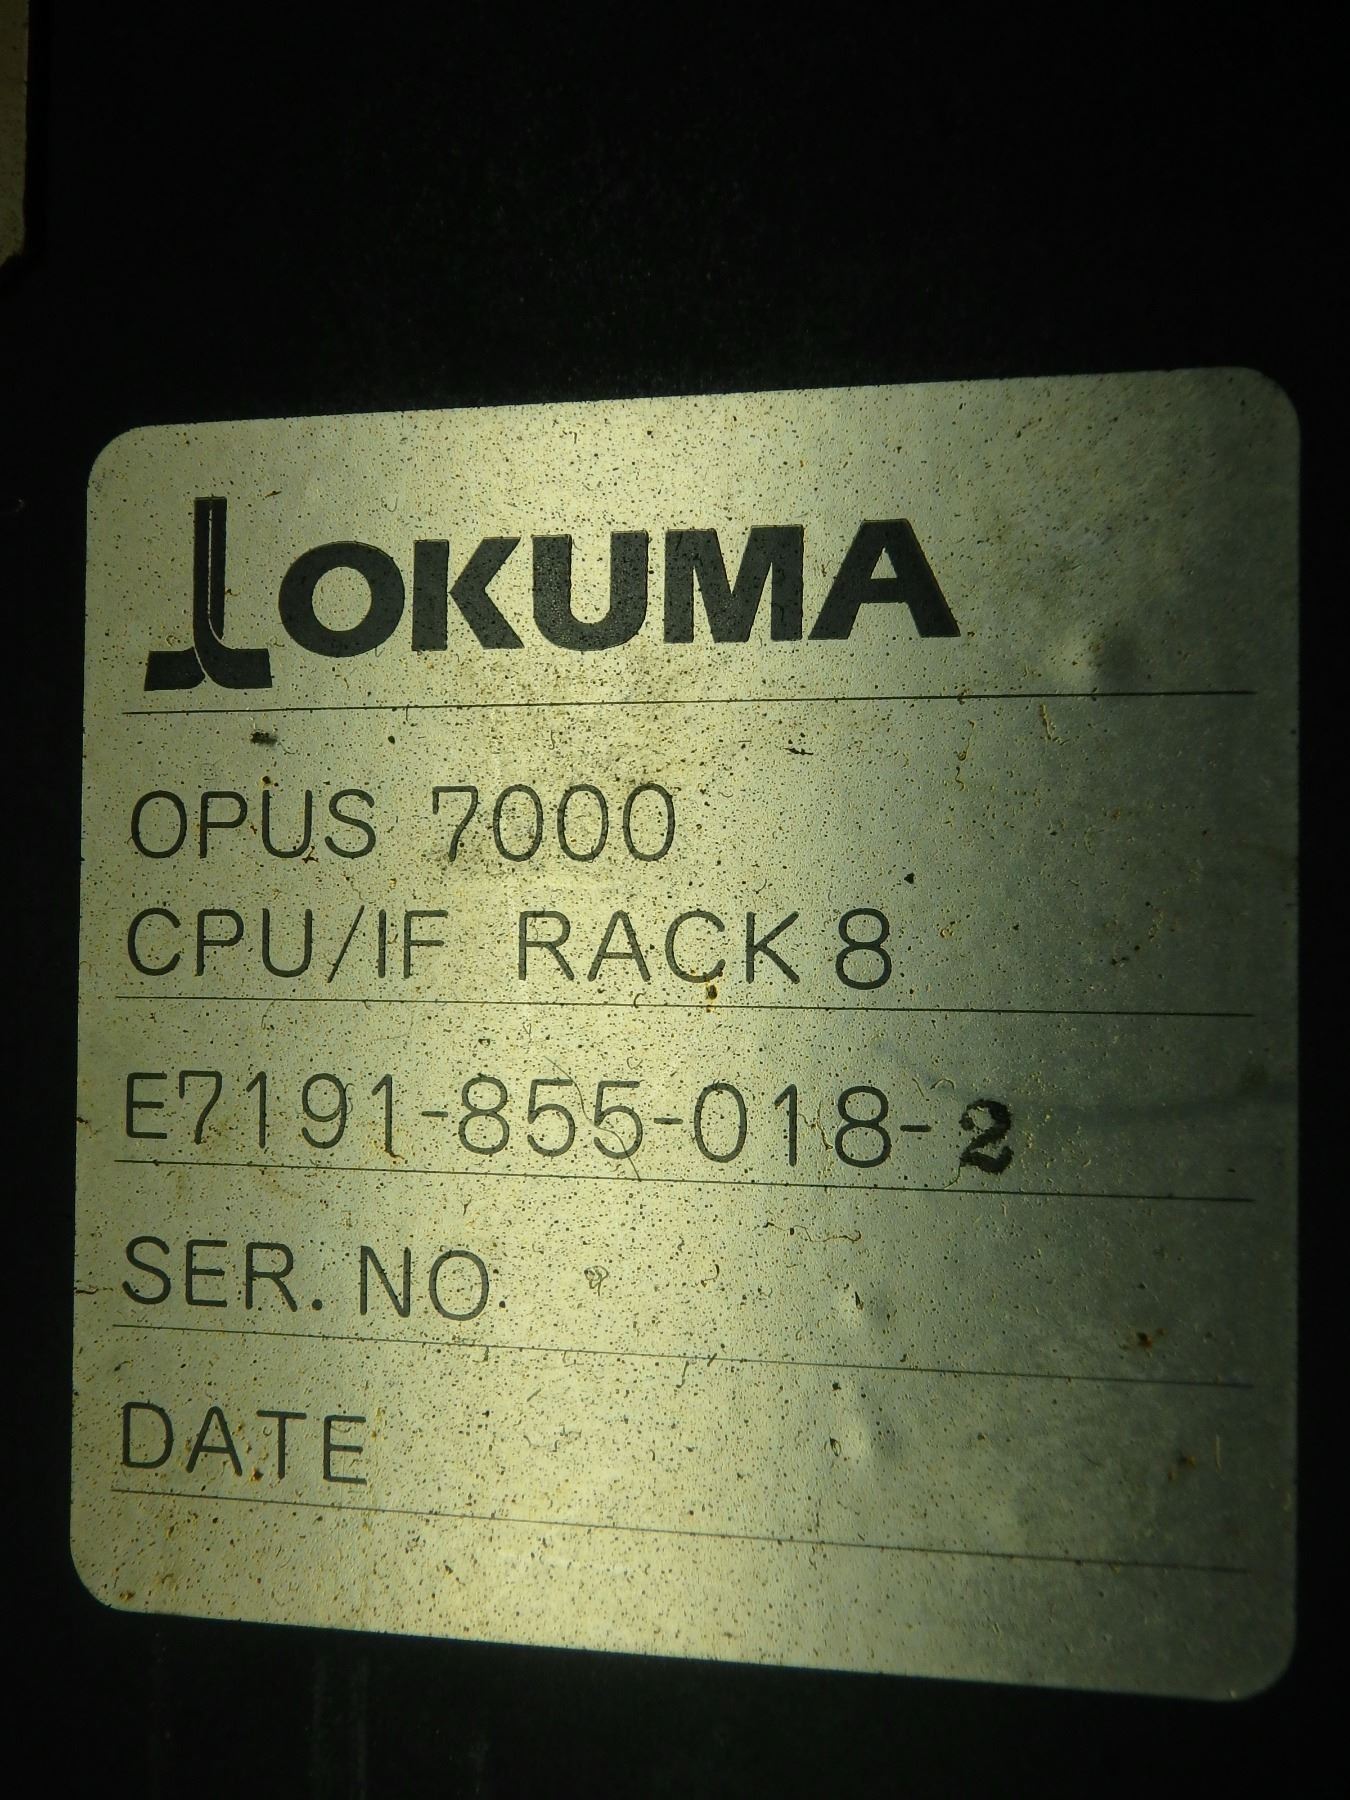 OKUMA
OPUS 7000
CPU/IF RACK 8
E7191-855-018-2
SER. NO.
DATE